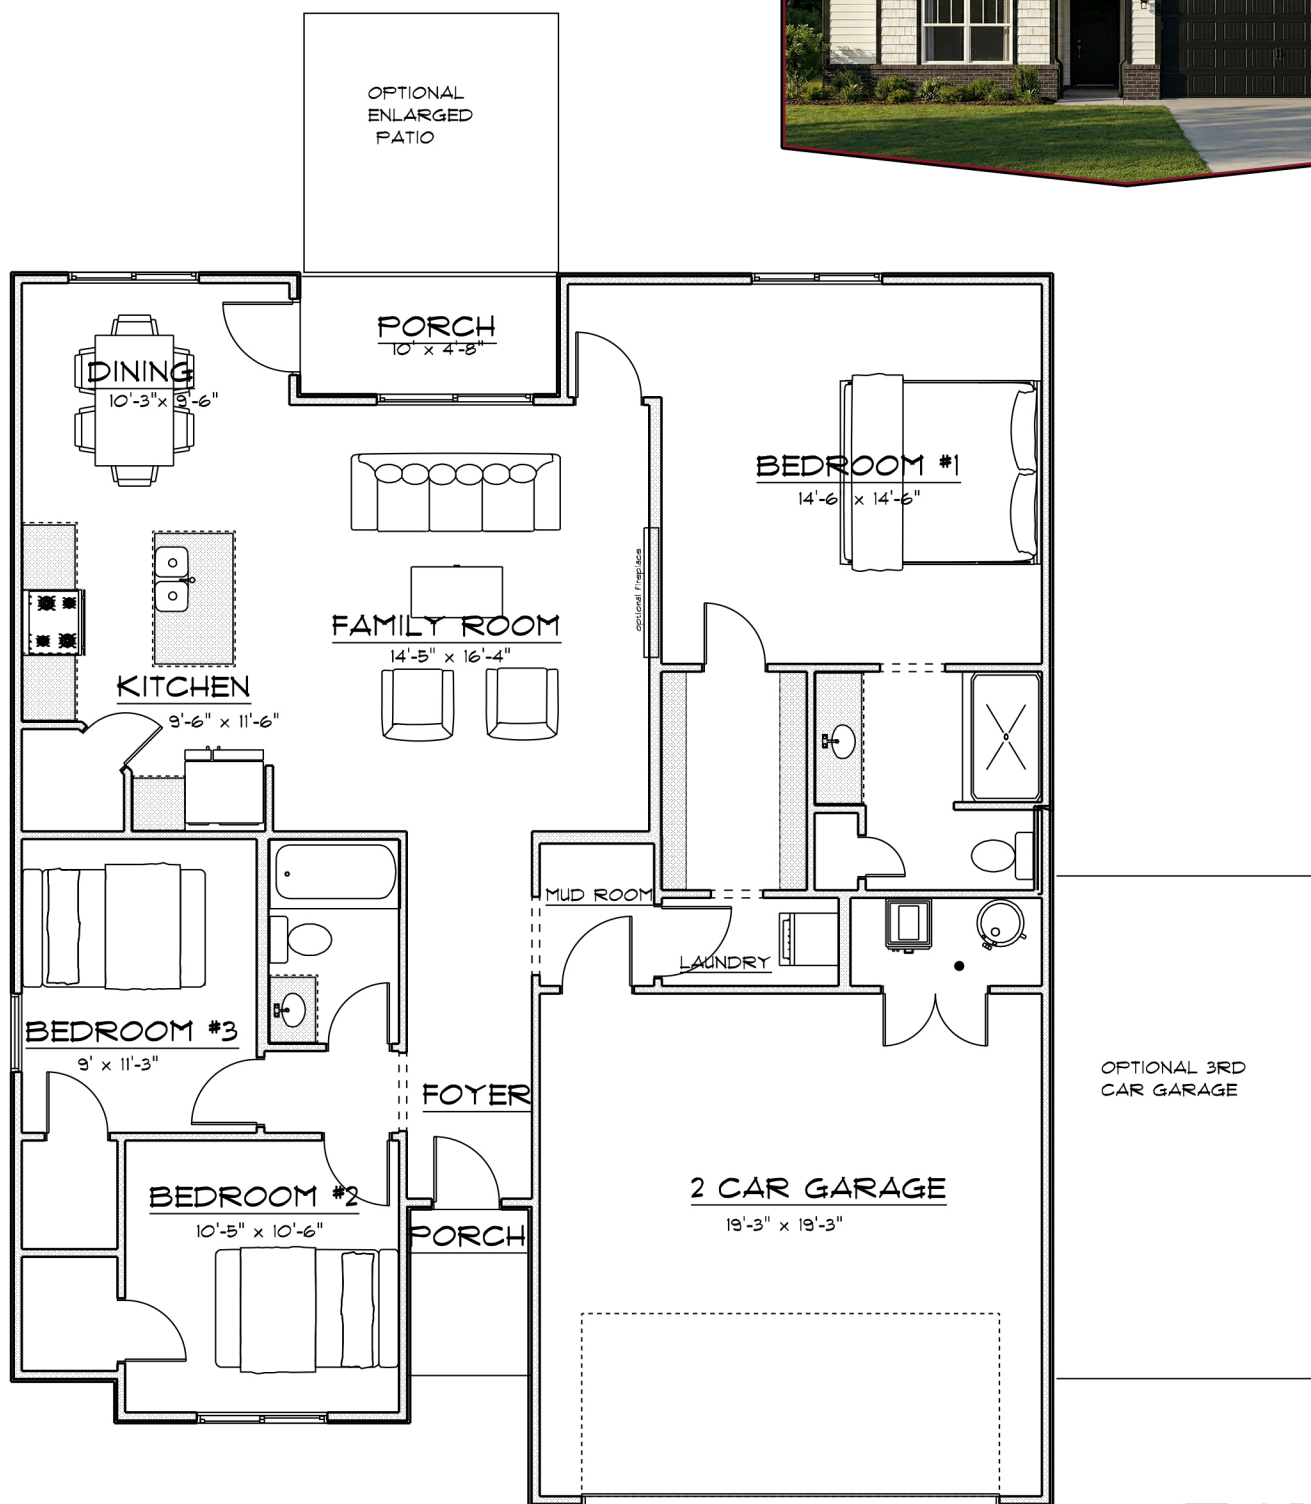 OPTIONAL
ENLARGED
PATIO
PORCH
10' x 4'-8"
DINING
10'-3"x 9'-6"
BEDROOM #1
14'-6" x 14'-6"
optional fireplace
FAMILY ROOM
14'-5" x 16'-4"
KITCHEN
9'-6" x 11'-6"
MUD ROOM
LAUNDRY
BEDROOM #3
9' x 11'-3"
FOYER
OPTIONAL 3RD
CAR GARAGE
BEDROOM #2
10'-5" x 10'-6"
2 CAR GARAGE
19'-3" x 19'-3"
PORCH